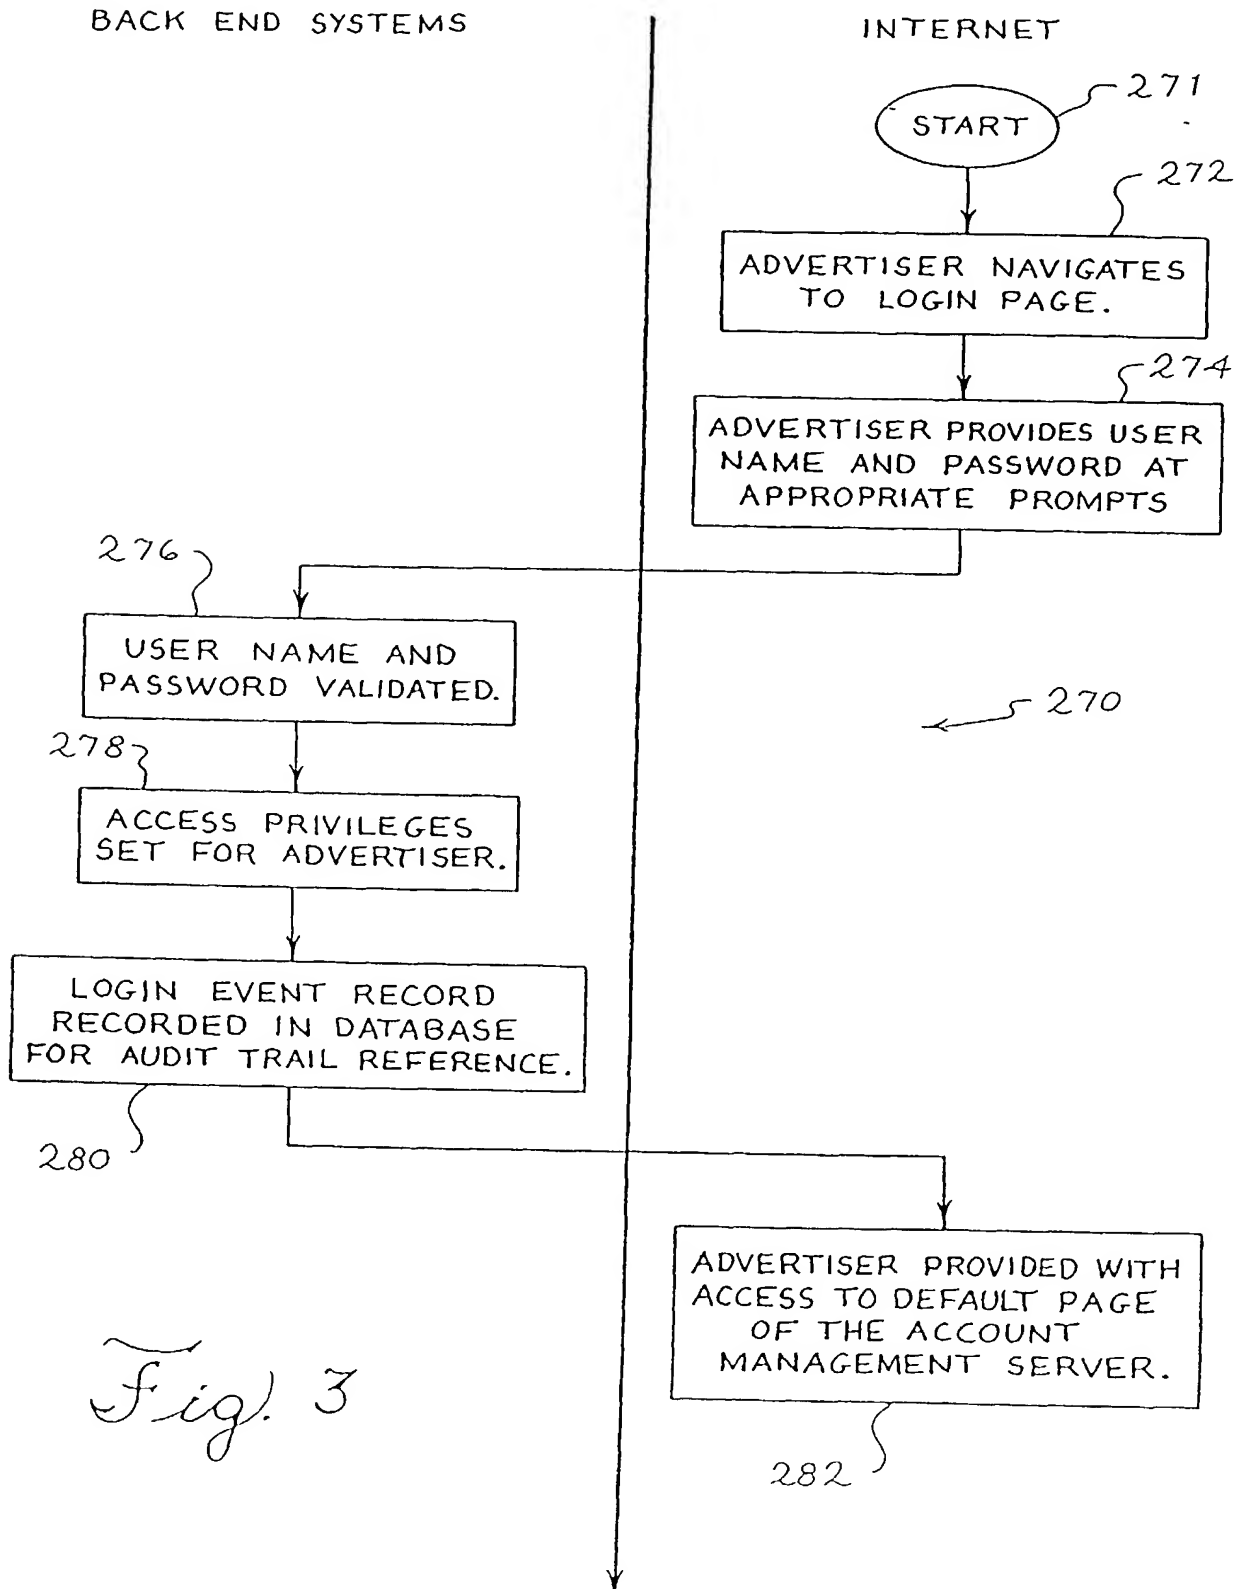 BACK END SYSTEMS
INTERNET
271
START
272
ADVERTISER NAVIGATES
TO LOGIN PAGE.
274
ADVERTISER PROVIDES USER
NAME AND PASSWORD AT
APPROPRIATE PROMPTS
276
USER NAME AND
PASSWORD VALIDATED.
270
278
ACCESS PRIVILEGES
SET FOR ADVERTISER.
LOGIN EVENT RECORD
RECORDED IN DATABASE
FOR AUDIT TRAIL REFERENCE.
280
ADVERTISER PROVIDED WITH
ACCESS TO DEFAULT PAGE
OF THE ACCOUNT
MANAGEMENT SERVER.
282
Fig. 3